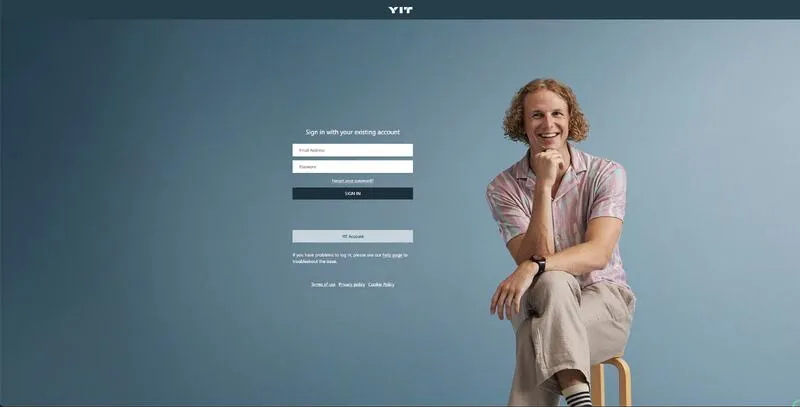 YIT
Sign in with your existing account
Email Address
Password
Forgot your password?
SIGN IN
YIT Account
If you have problems to log in, please see our help page to
troubleshoot the issue.
Terms of use Privacy policy Cookie Policy